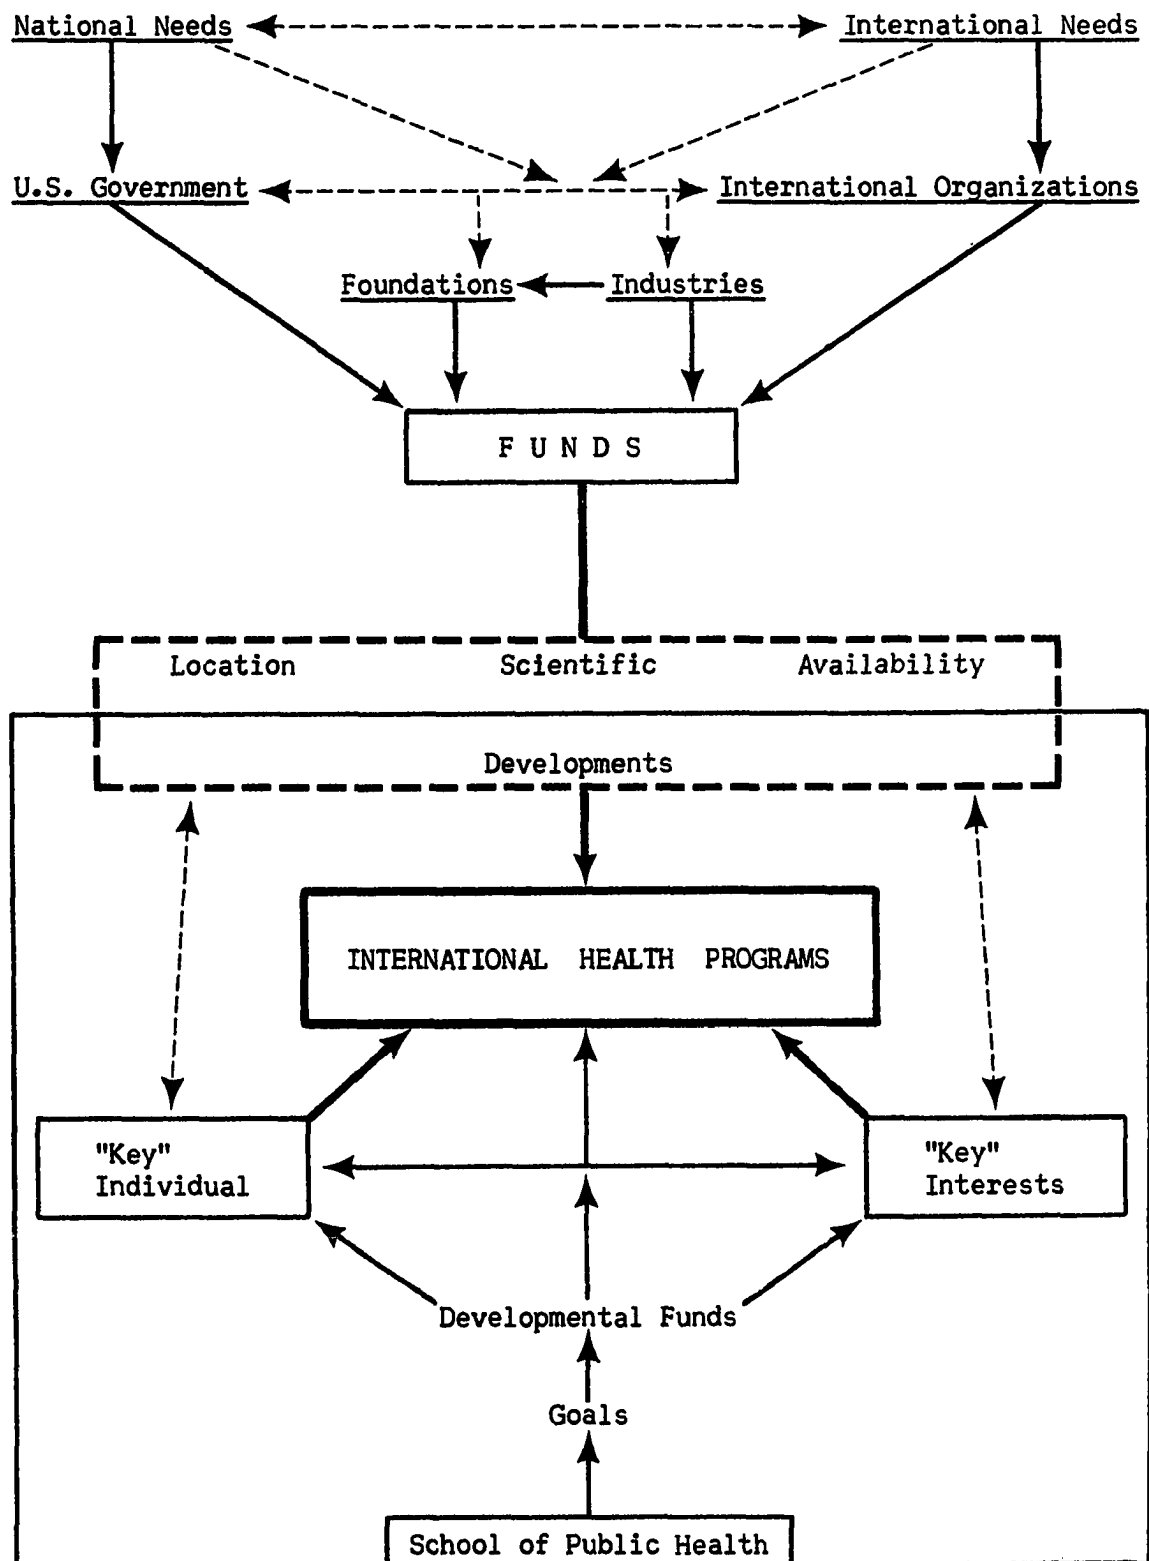 National Needs
International Needs
U.S. Government
International Organizations
Foundations
Industries
F U N D S
Location
Scientific
Availability
Developments
INTERNATIONAL HEALTH PROGRAMS
"Key"
Individual
"Key"
Interests
Developmental Funds
Goals
School of Public Health